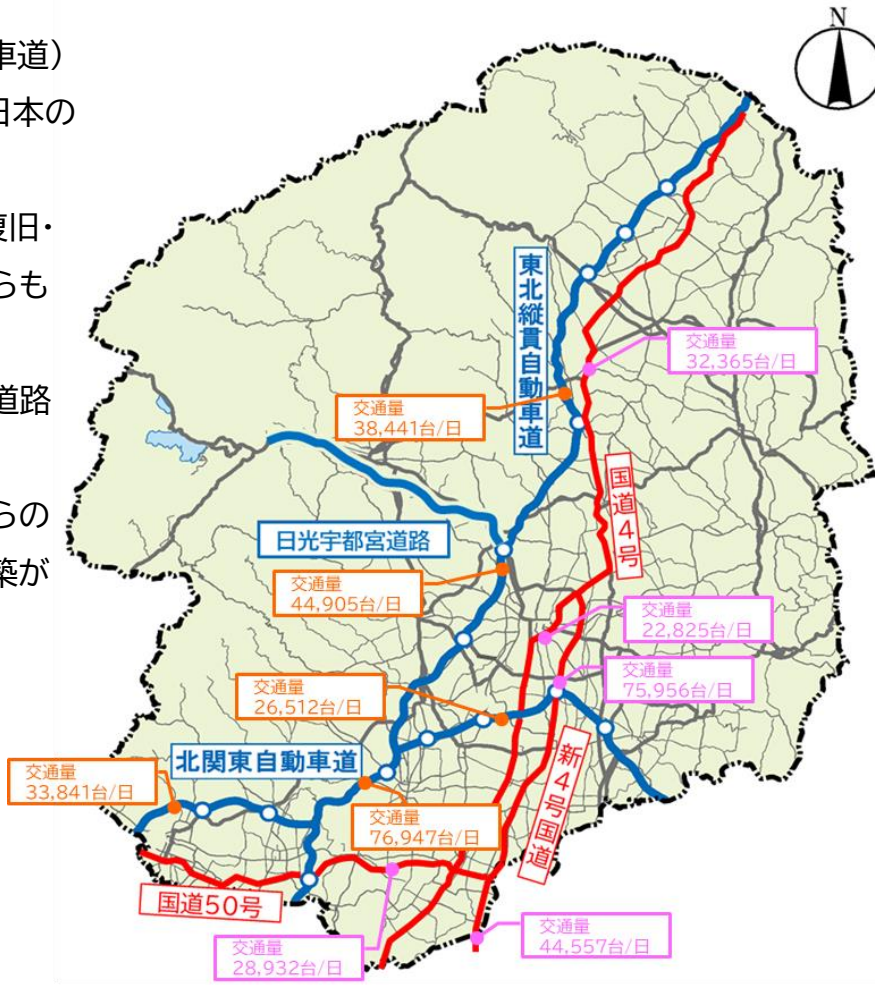 車道）
日本の
復旧・
らも
道路
らの
築が
N
東北縦貫自動車道
交通量
32,365台/日
交通量
38,441台/日
国道4号
日光宇都宮道路
交通量
44,905台/日
交通量
22,825台/日
交通量
75,956台/日
交通量
26,512台/日
新4号国道
北関東自動車道
交通量
33,841台/日
交通量
76,947台/日
国道50号
交通量
28,932台/日
交通量
44,557台/日